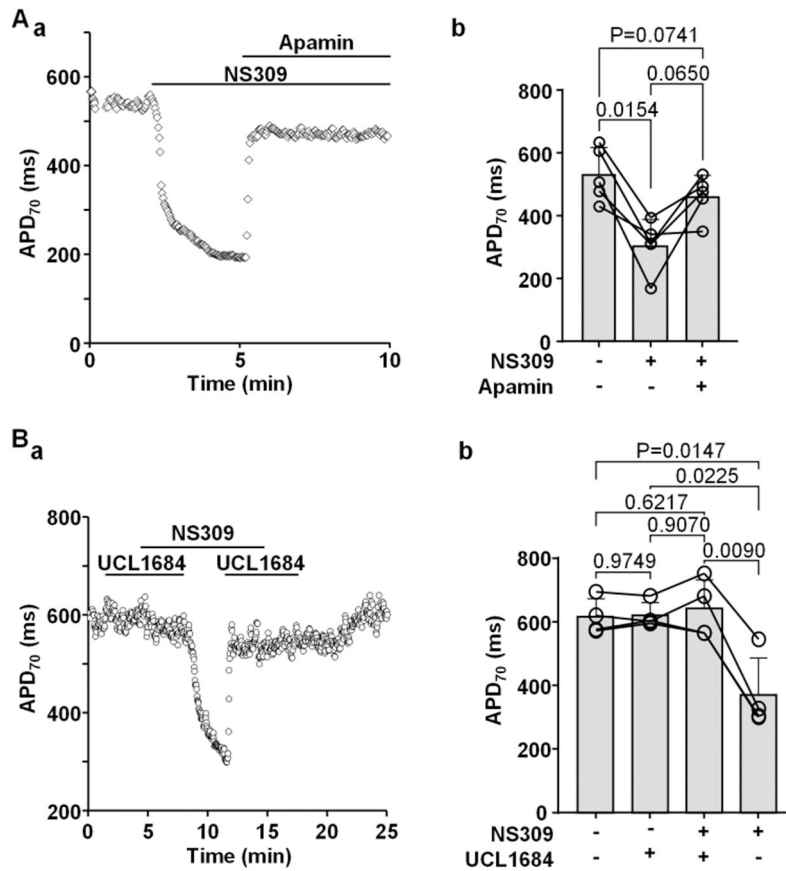 A
a
Apamin
NS309
600
400
200
0
APD70 (ms)
0
5
10
Time (min)
b
P=0.0741
0.0650
0.0154
800
600
400
200
0
APD70 (ms)
NS309 - + +
Apamin - - +
B
a
NS309
UCL1684 UCL1684
800
600
400
200
APD70 (ms)
0 5 10 15 20 25
Time (min)
b
P=0.0147
0.0225
0.6217
0.9070
0.9749
0.0090
800
600
400
200
0
APD70 (ms)
NS309 - - + +
UCL1684 - + + -